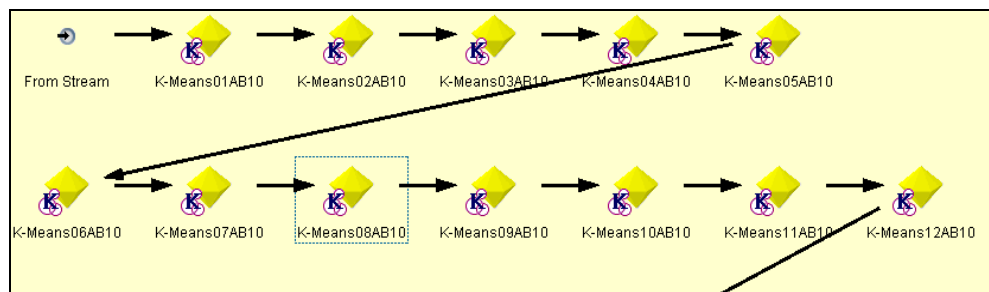 From Stream K-Means01AB10 K-Means02AB10 K-Means03AB10 K-Means04AB10 K-Means05AB10
K-Means06AB10 K-Means07AB10 K-Means08AB10 K-Means09AB10 K-Means10AB10 K-Means11AB10 K-Means12AB10